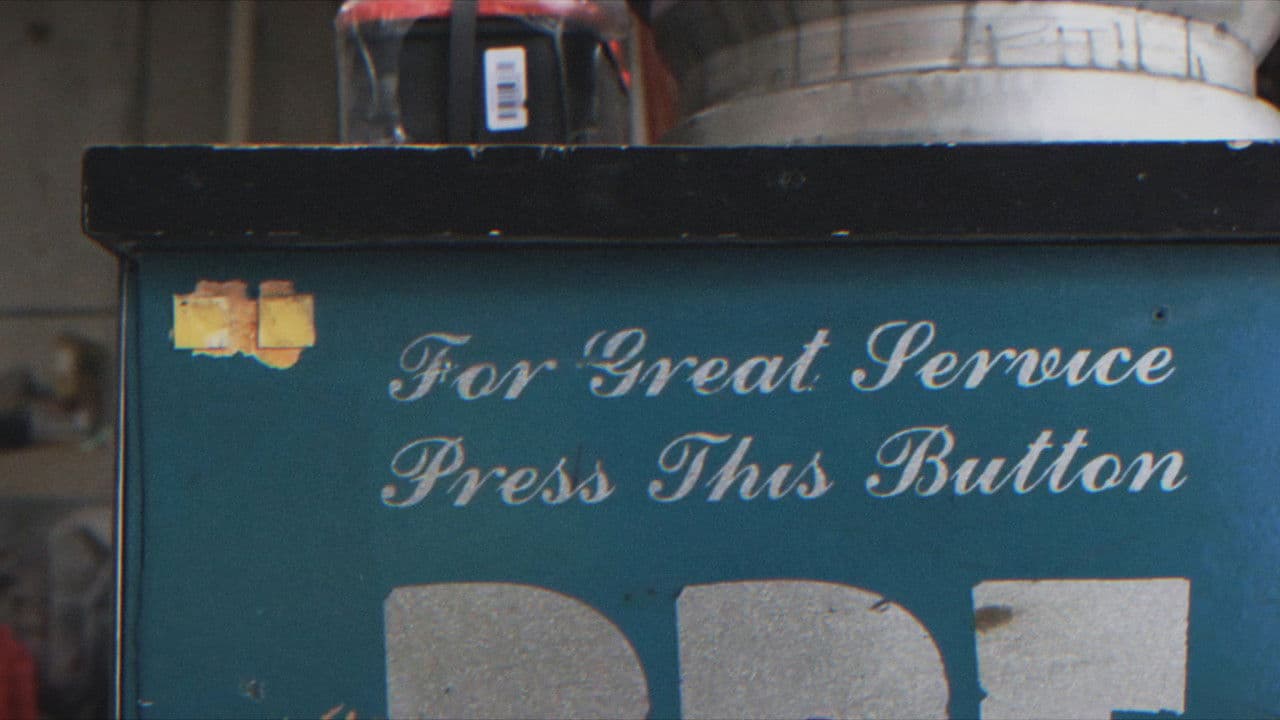 For Great Service
Press This Button